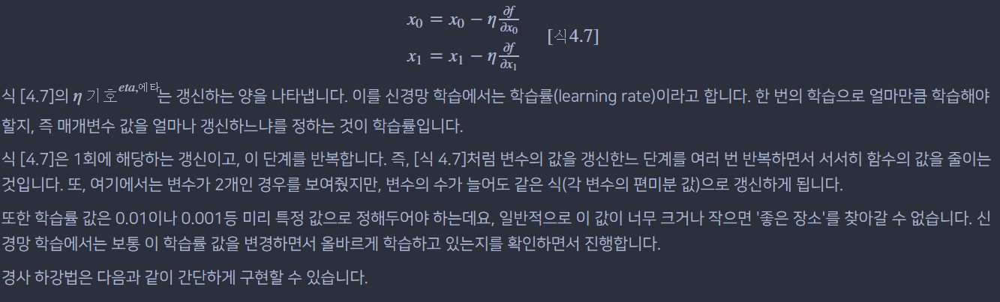 x₀ = x₀ − η ∂f/∂x₀
[식4.7]
x₁ = x₁ − η ∂f/∂x₁
식 [4.7]의 η 기호^eta,에타는 갱신하는 양을 나타냅니다. 이를 신경망 학습에서는 학습률(learning rate)이라고 합니다. 한 번의 학습으로 얼마만큼 학습해야
할지, 즉 매개변수 값을 얼마나 갱신하느냐를 정하는 것이 학습률입니다.
식 [4.7]은 1회에 해당하는 갱신이고, 이 단계를 반복합니다. 즉, [식 4.7]처럼 변수의 값을 갱신한느 단계를 여러 번 반복하면서 서서히 함수의 값을 줄이는
것입니다. 또, 여기에서는 변수가 2개인 경우를 보여줬지만, 변수의 수가 늘어도 같은 식(각 변수의 편미분 값)으로 갱신하게 됩니다.
또한 학습률 값은 0.01이나 0.001등 미리 특정 값으로 정해두어야 하는데요, 일반적으로 이 값이 너무 크거나 작으면 '좋은 장소'를 찾아갈 수 없습니다. 신
경망 학습에서는 보통 이 학습률 값을 변경하면서 올바르게 학습하고 있는지를 확인하면서 진행합니다.
경사 하강법은 다음과 같이 간단하게 구현할 수 있습니다.